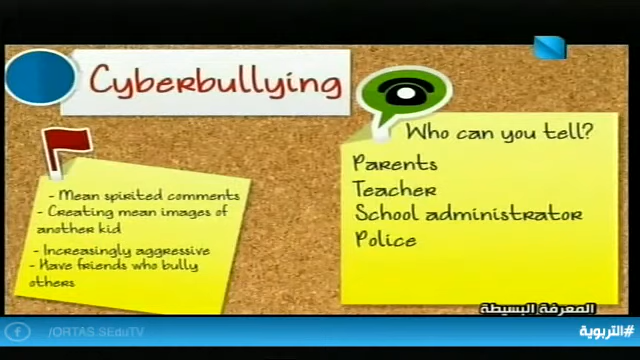 Cyberbullying
- Mean spirited comments
- Creating mean images of
another kid
- Increasingly aggressive
- Have friends who bully
others
Who can you tell?
Parents
Teacher
School administrator
Police
المعرفة البسيطة
/ORTAS.SEduTV
#التربوية